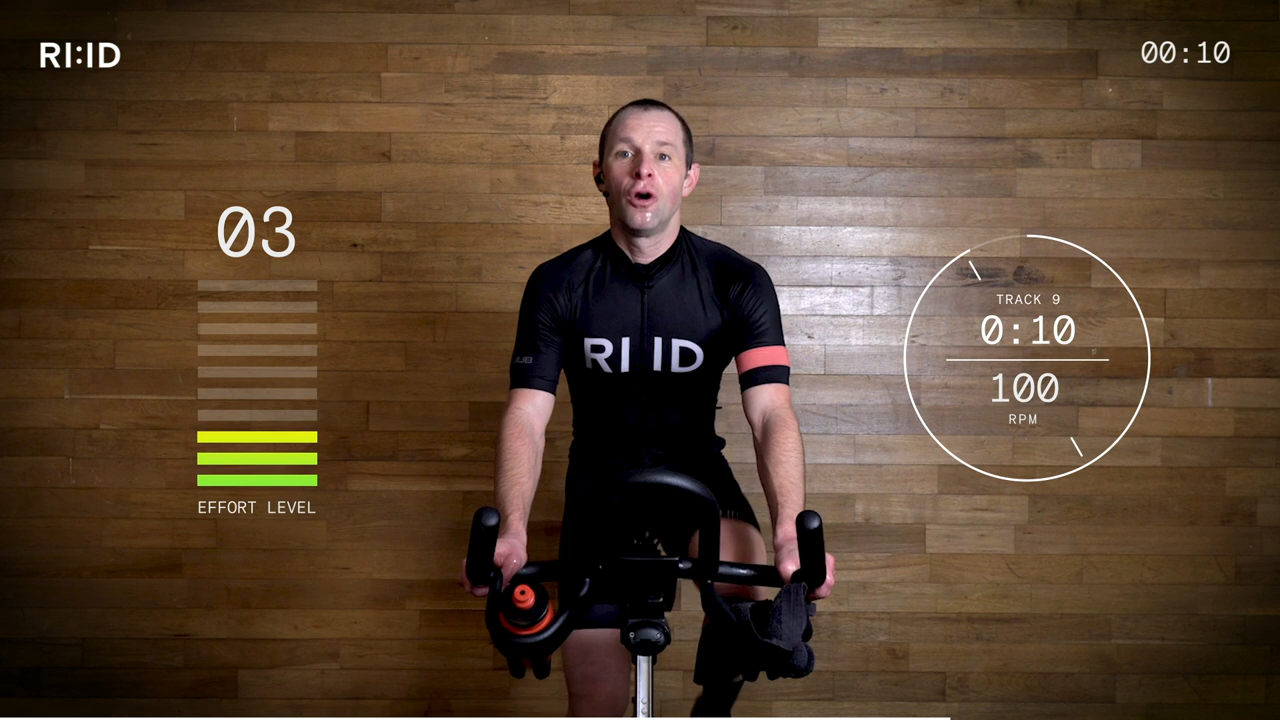 RI:ID
00:10
03
EFFORT LEVEL
TRACK 9
0:10
100
RPM
RI ID